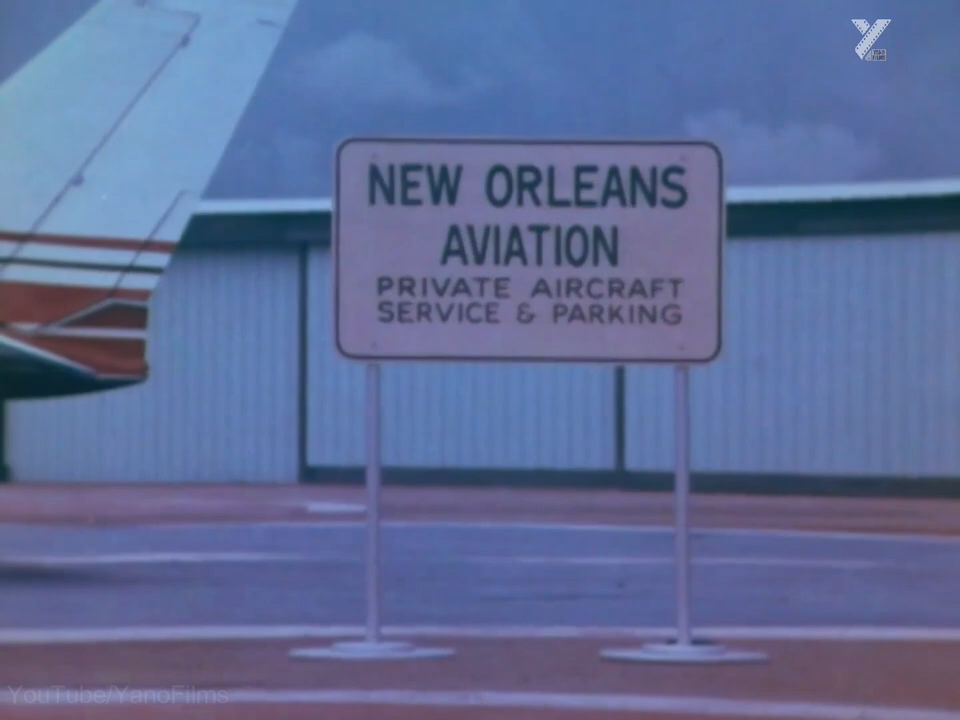 NEW ORLEANS
AVIATION
PRIVATE AIRCRAFT
SERVICE & PARKING
YouTube/YanoFilms